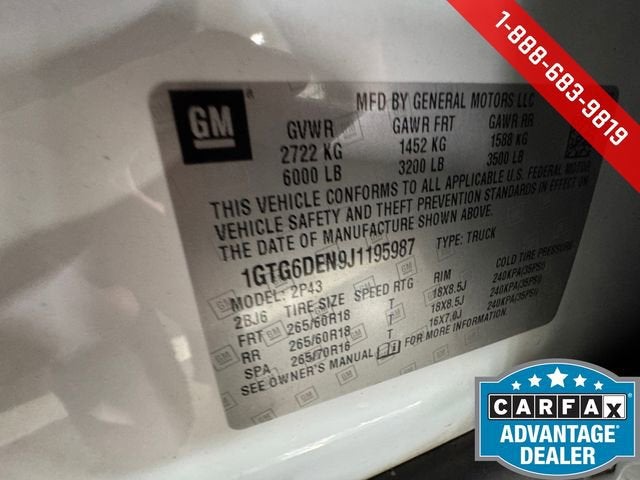 1-888-683-9819
GM
MFD BY GENERAL MOTORS LLC
GVWR GAWR FRT GAWR RR
2722 KG 1452 KG 1588 KG
6000 LB 3200 LB 3500 LB
THIS VEHICLE CONFORMS TO ALL APPLICABLE U.S. FEDERAL MOTOR
VEHICLE SAFETY AND THEFT PREVENTION STANDARDS IN EFFECT ON
THE DATE OF MANUFACTURE SHOWN ABOVE.
1GTG6DEN9J1195987 TYPE: TRUCK
MODEL: 2P43
2BJ6 TIRE SIZE SPEED RTG RIM COLD TIRE PRESSURE
FRT 265/60R18 T 18X8.5J 240KPA(35PSI)
RR 265/60R18 T 18X8.5J 240KPA(35PSI)
SPA 265/70R16 T 16X7.0J 240KPA(35PSI)
SEE OWNER'S MANUAL FOR MORE INFORMATION.
CARFAX
ADVANTAGE
DEALER